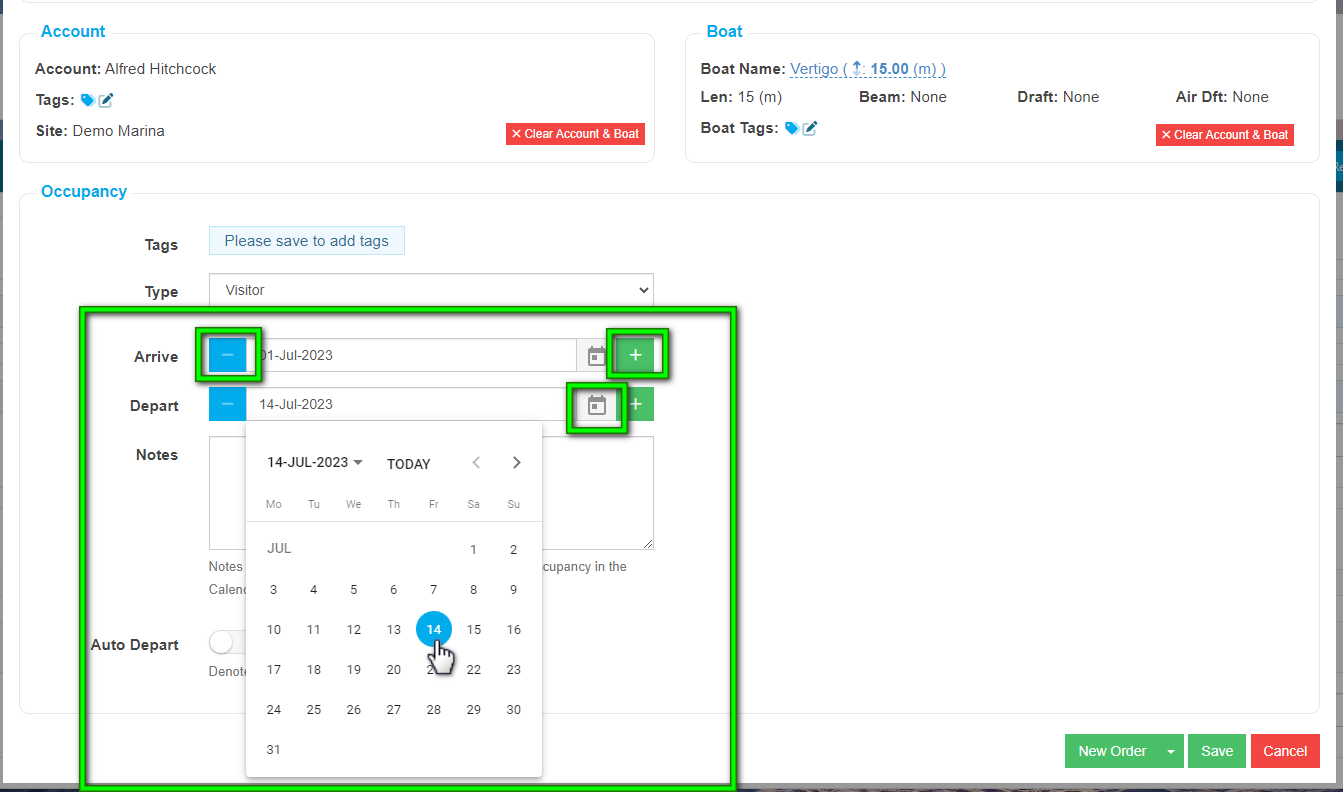 Account
Account: Alfred Hitchcock
Tags:
Site: Demo Marina
✕ Clear Account & Boat
Boat
Boat Name: Vertigo ( ↕: 15.00 (m) )
Len: 15 (m) Beam: None Draft: None Air Dft: None
Boat Tags:
✕ Clear Account & Boat
Occupancy
Tags Please save to add tags
Type Visitor
Arrive − 01-Jul-2023 +
Depart − 14-Jul-2023 +
Notes
14-JUL-2023 TODAY
Mo Tu We Th Fr Sa Su
JUL 1 2
3 4 5 6 7 8 9
10 11 12 13 14 15 16
17 18 19 20 22 23
24 25 26 27 28 29 30
31
Notes cupancy in the
Calend
Auto Depart
Denote
New Order Save Cancel